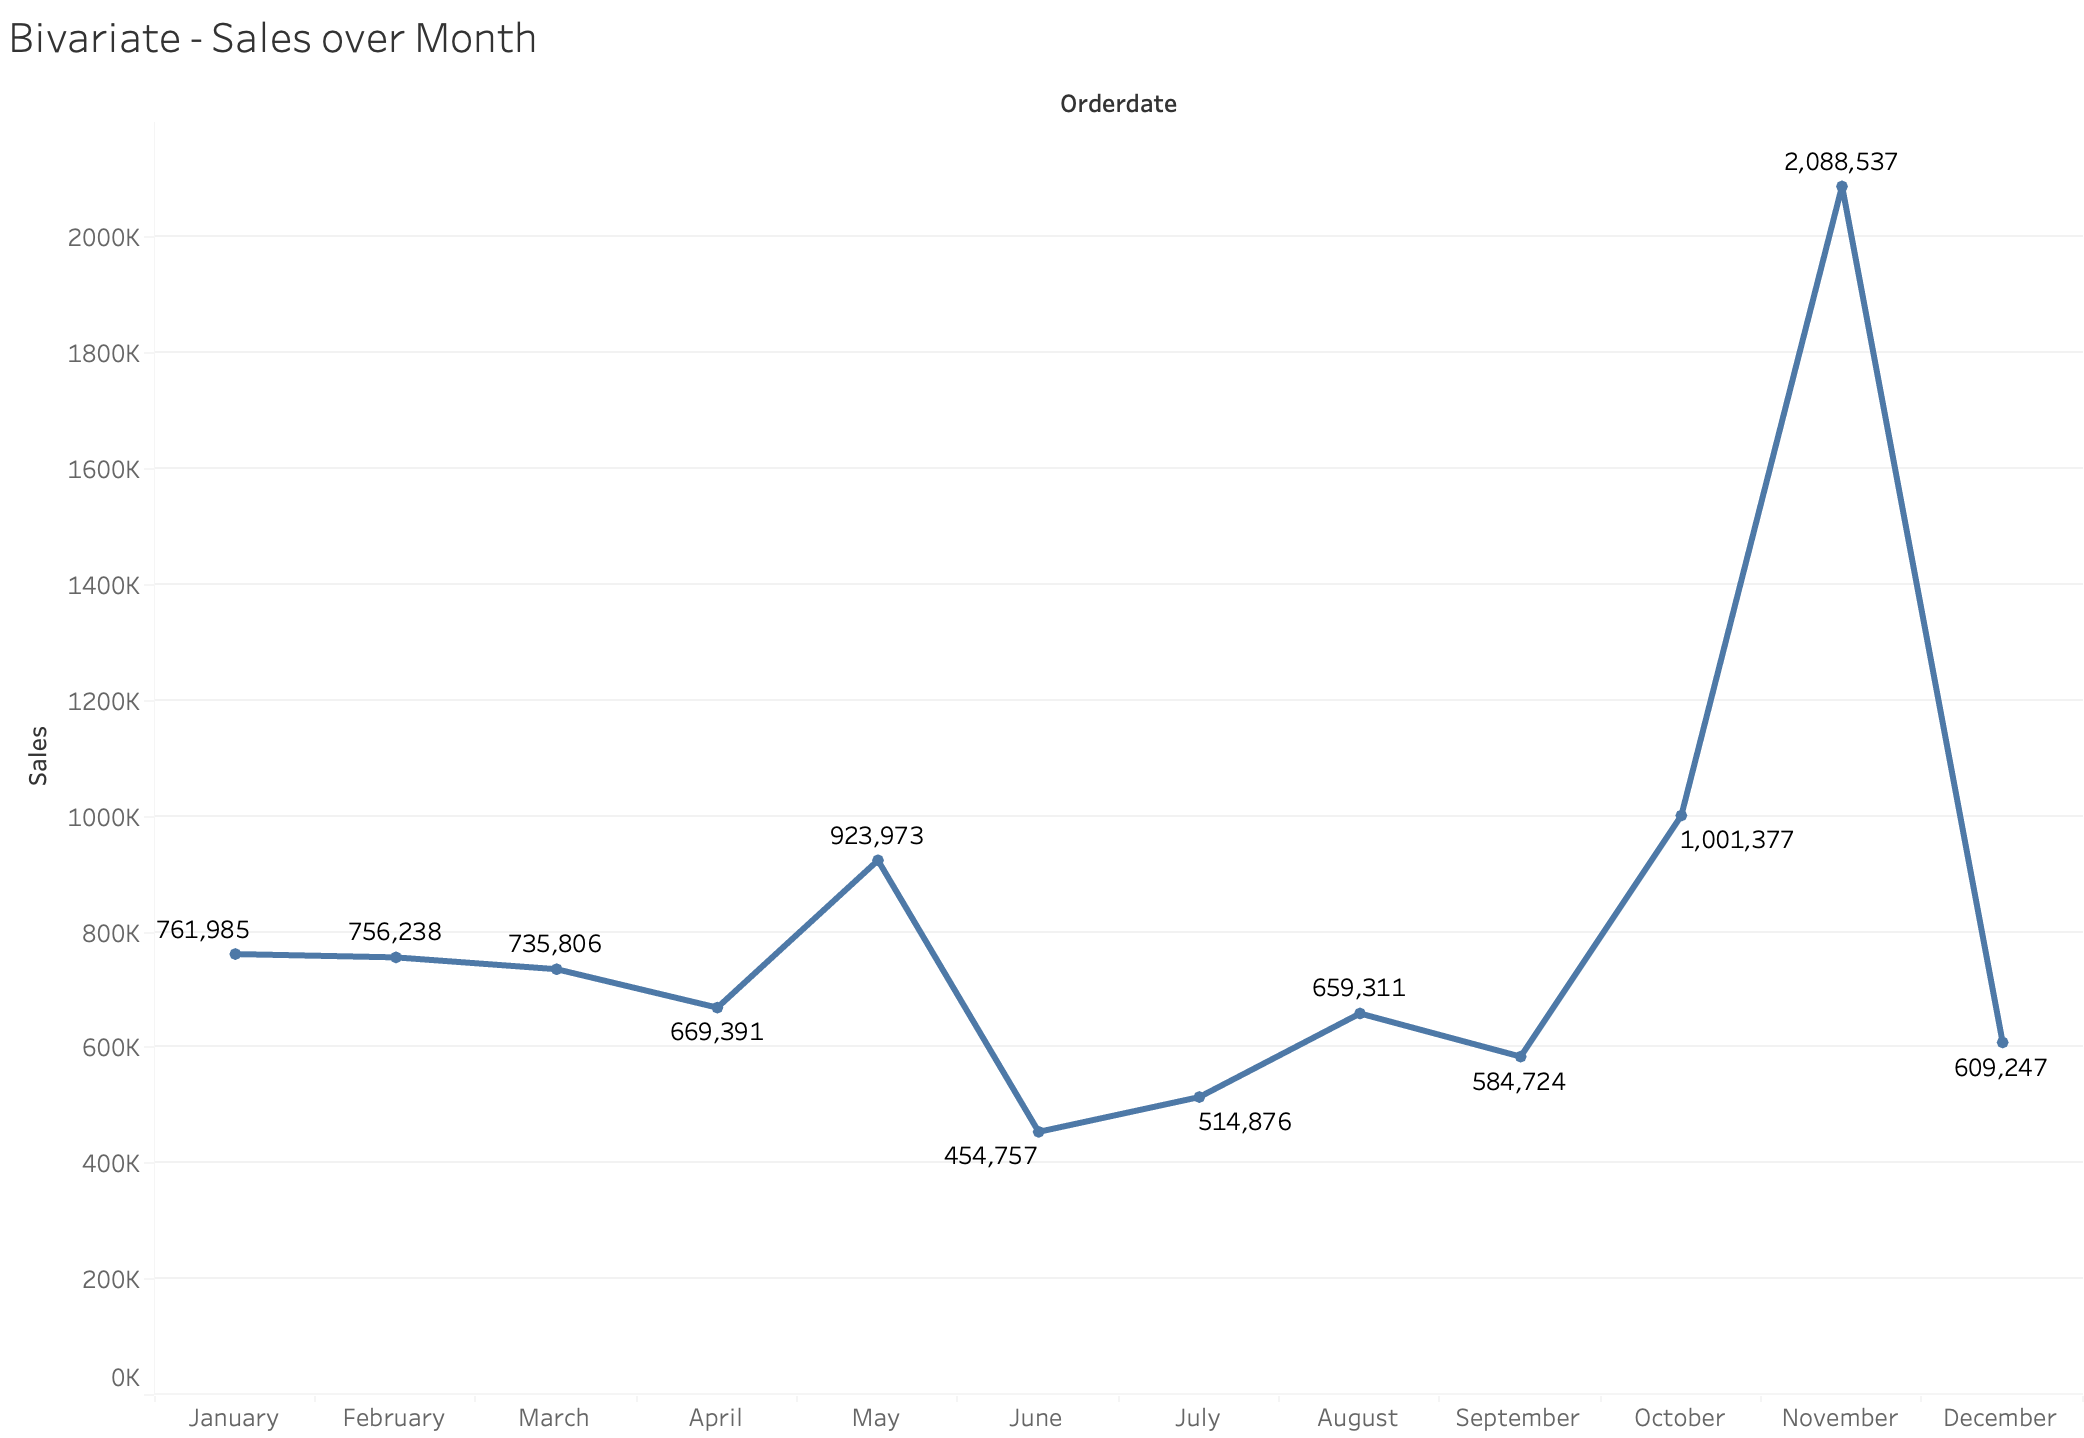 Bivariate - Sales over Month
Orderdate
2,088,537
2000K
1800K
1600K
1400K
1200K
Sales
1000K
923,973
1,001,377
800K
761,985
756,238
735,806
669,391
659,311
600K
584,724
609,247
514,876
454,757
400K
200K
0K
January February March April May June July August September October November December